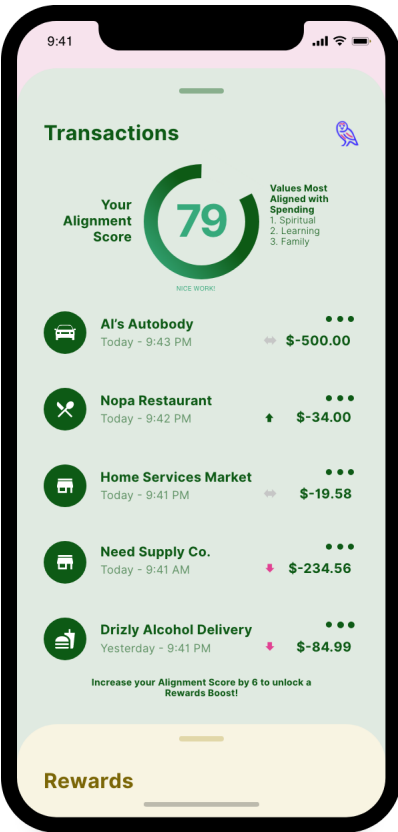 9:41
Transactions
Your
Alignment
Score
79
NICE WORK!
Values Most
Aligned with
Spending
1. Spiritual
2. Learning
3. Family
Al's Autobody
Today - 9:43 PM
$-500.00
Nopa Restaurant
Today - 9:42 PM
$-34.00
Home Services Market
Today - 9:41 PM
$-19.58
Need Supply Co.
Today - 9:41 AM
$-234.56
Drizly Alcohol Delivery
Yesterday - 9:41 PM
$-84.99
Increase your Alignment Score by 6 to unlock a
Rewards Boost!
Rewards